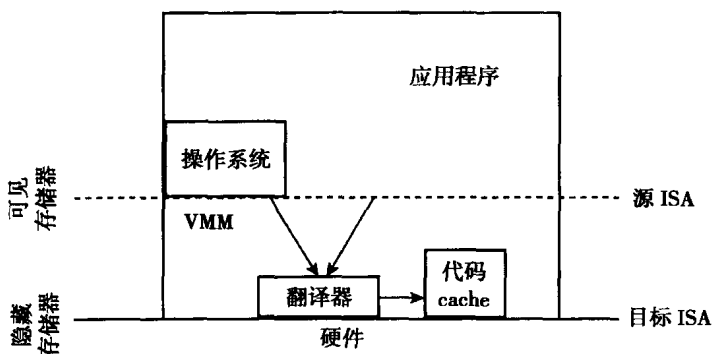 应用程序
操作系统
可见
存储器
源 ISA
VMM
代码
cache
翻译器
隐藏
存储器
目标 ISA
硬件